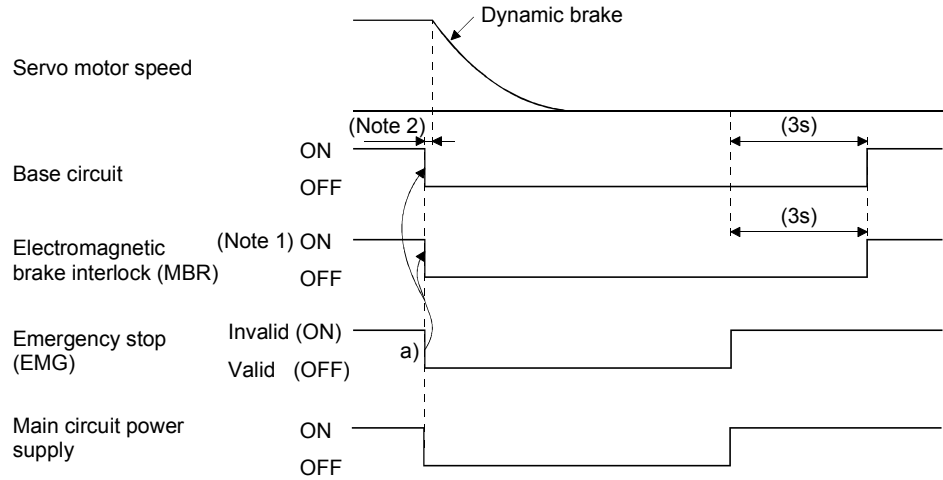 Dynamic brake
Servo motor speed
(Note 2)
(3s)
Base circuit
ON
OFF
(3s)
Electromagnetic
brake interlock (MBR)
(Note 1) ON
OFF
Emergency stop
(EMG)
Invalid (ON)
a)
Valid (OFF)
Main circuit power
supply
ON
OFF